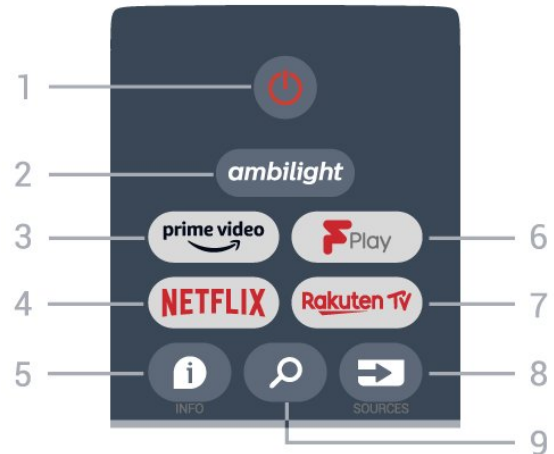 1
2
ambilight
3
prime video
F Play
6
4
NETFLIX
Rakuten TV
7
5
i
8
INFO
SOURCES
9